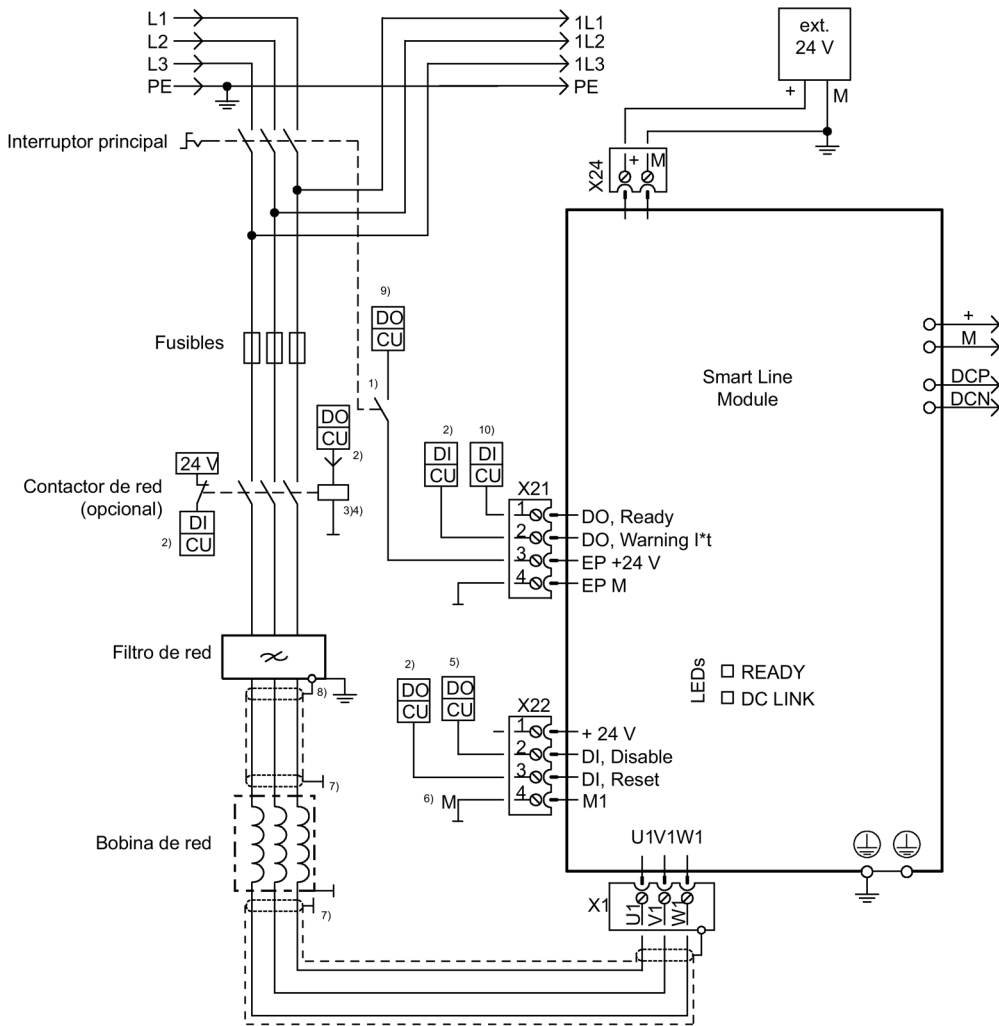 L1
L2
L3
PE
1L1
1L2
1L3
PE
ext.
24 V
+
M
Interruptor principal
X24
+
M
9)
DO
CU
Fusibles
1)
+
M
DCP
DCN
Smart Line
Module
DO
CU
2)
3)4)
24 V
Contactor de red
(opcional)
2)
DI
CU
2)
DI
CU
10)
DI
CU
X21
1
DO, Ready
2
DO, Warning I*t
3
EP +24 V
4
EP M
Filtro de red
8)
7)
2)
DO
CU
5)
DO
CU
LEDs
READY
DC LINK
X22
1
+ 24 V
2
DI, Disable
3
DI, Reset
6) M
4
M1
Bobina de red
7)
U1V1W1
X1
U1
V1
W1